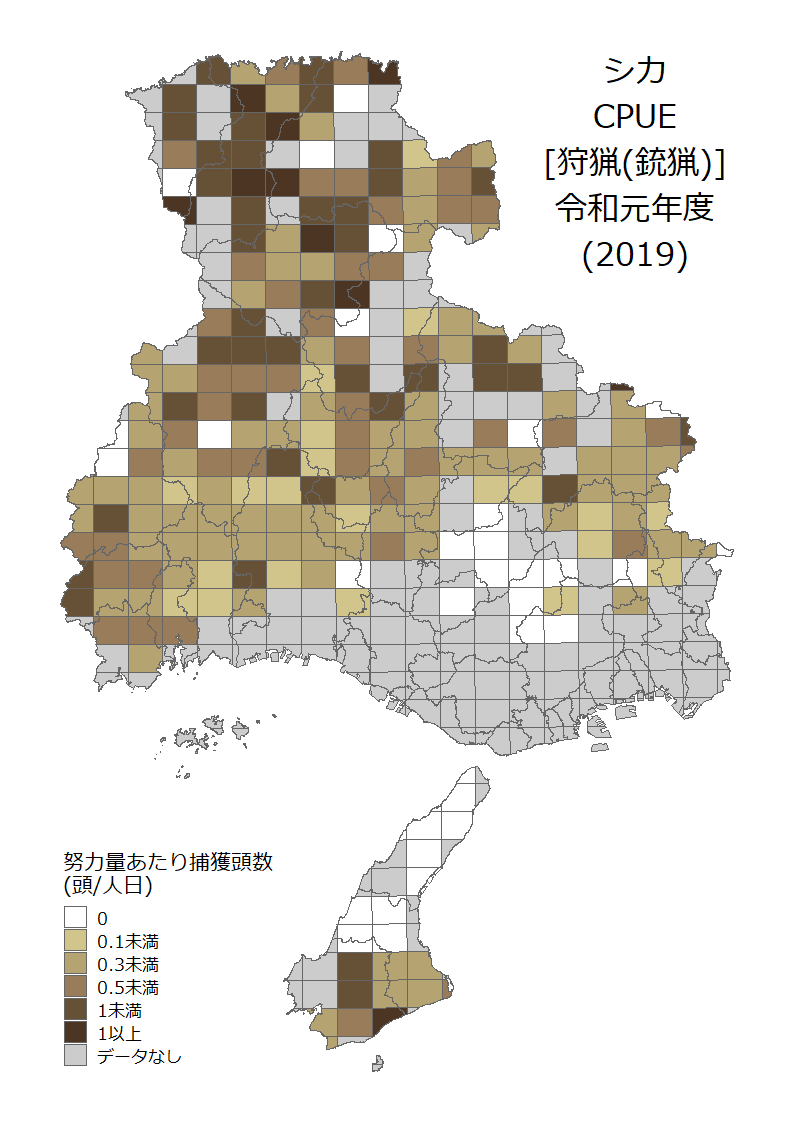 シカ
CPUE
[狩猟(銃猟)]
令和元年度
(2019)
努力量あたり捕獲頭数
(頭/人日)
0
0.1未満
0.3未満
0.5未満
1未満
1以上
データなし